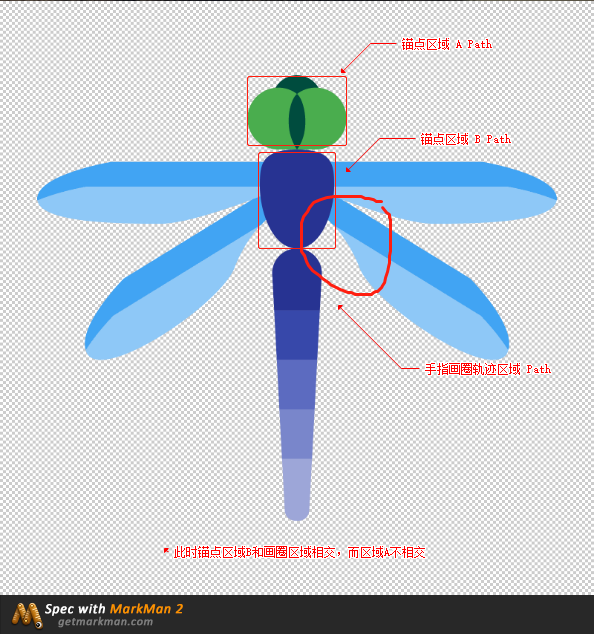 锚点区域 A Path
锚点区域 B Path
手指画圈轨迹区域 Path
此时锚点区域B和画圈区域相交，而区域A不相交
Spec with MarkMan 2
getmarkman.com